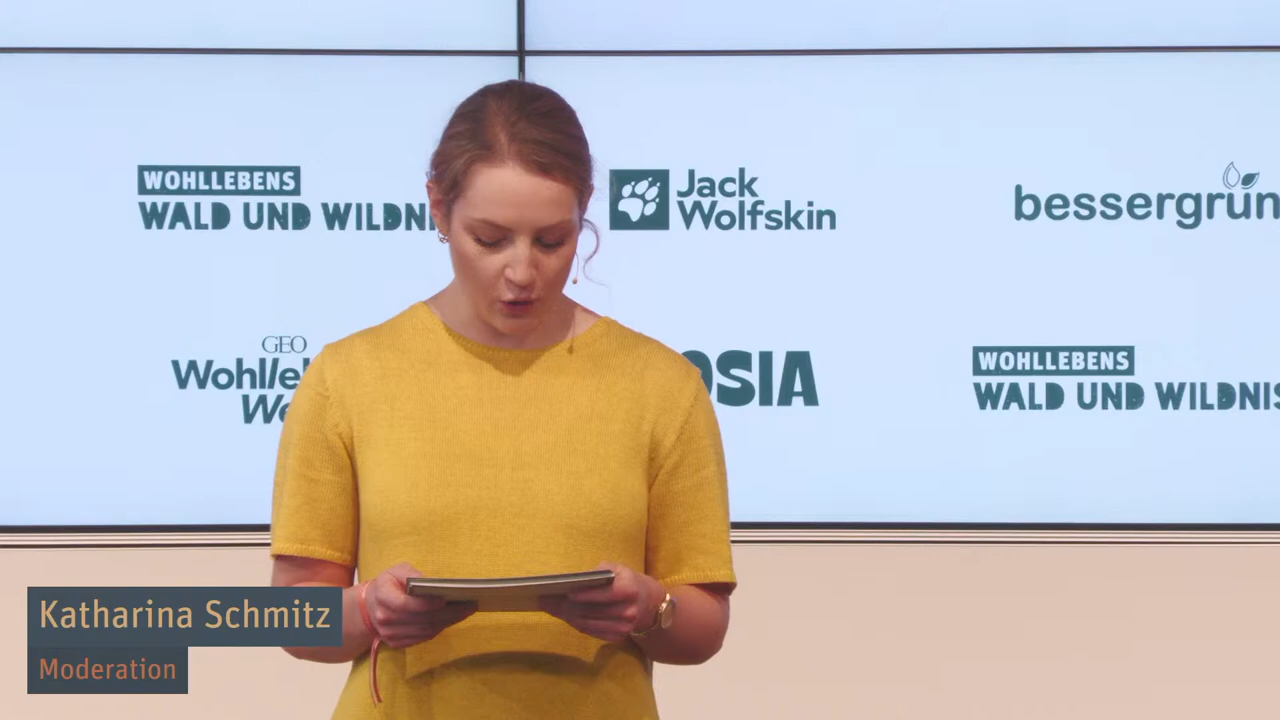 WOHLLEBENS
WALD UND WILDN
Jack
Wolfskin
bessergrün
GEO
Wohlle
We
OSIA
WOHLLEBENS
WALD UND WILDNIS
Katharina Schmitz
Moderation